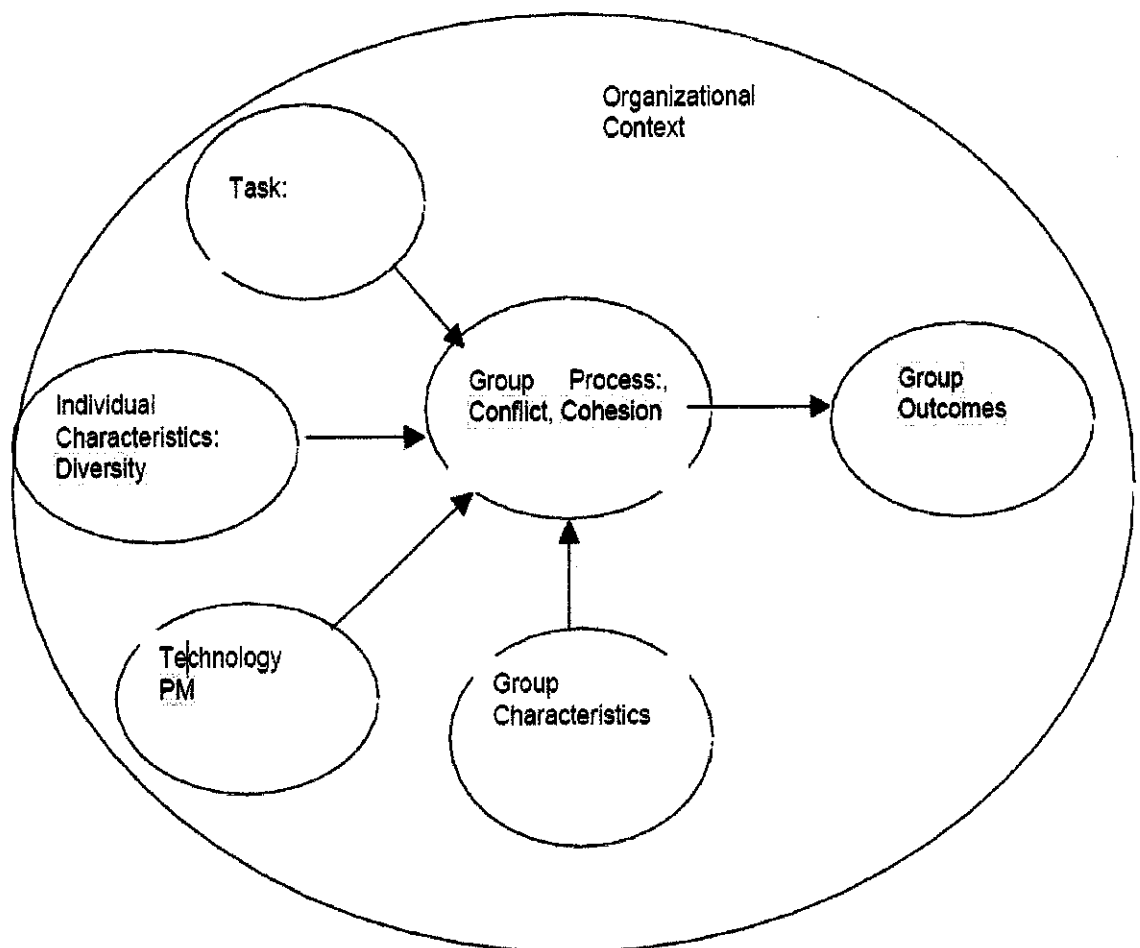 Organizational
Context
Task:
Group Process:,
Conflict, Cohesion
Group
Outcomes
Individual
Characteristics:
Diversity
Technology
PM
Group
Characteristics